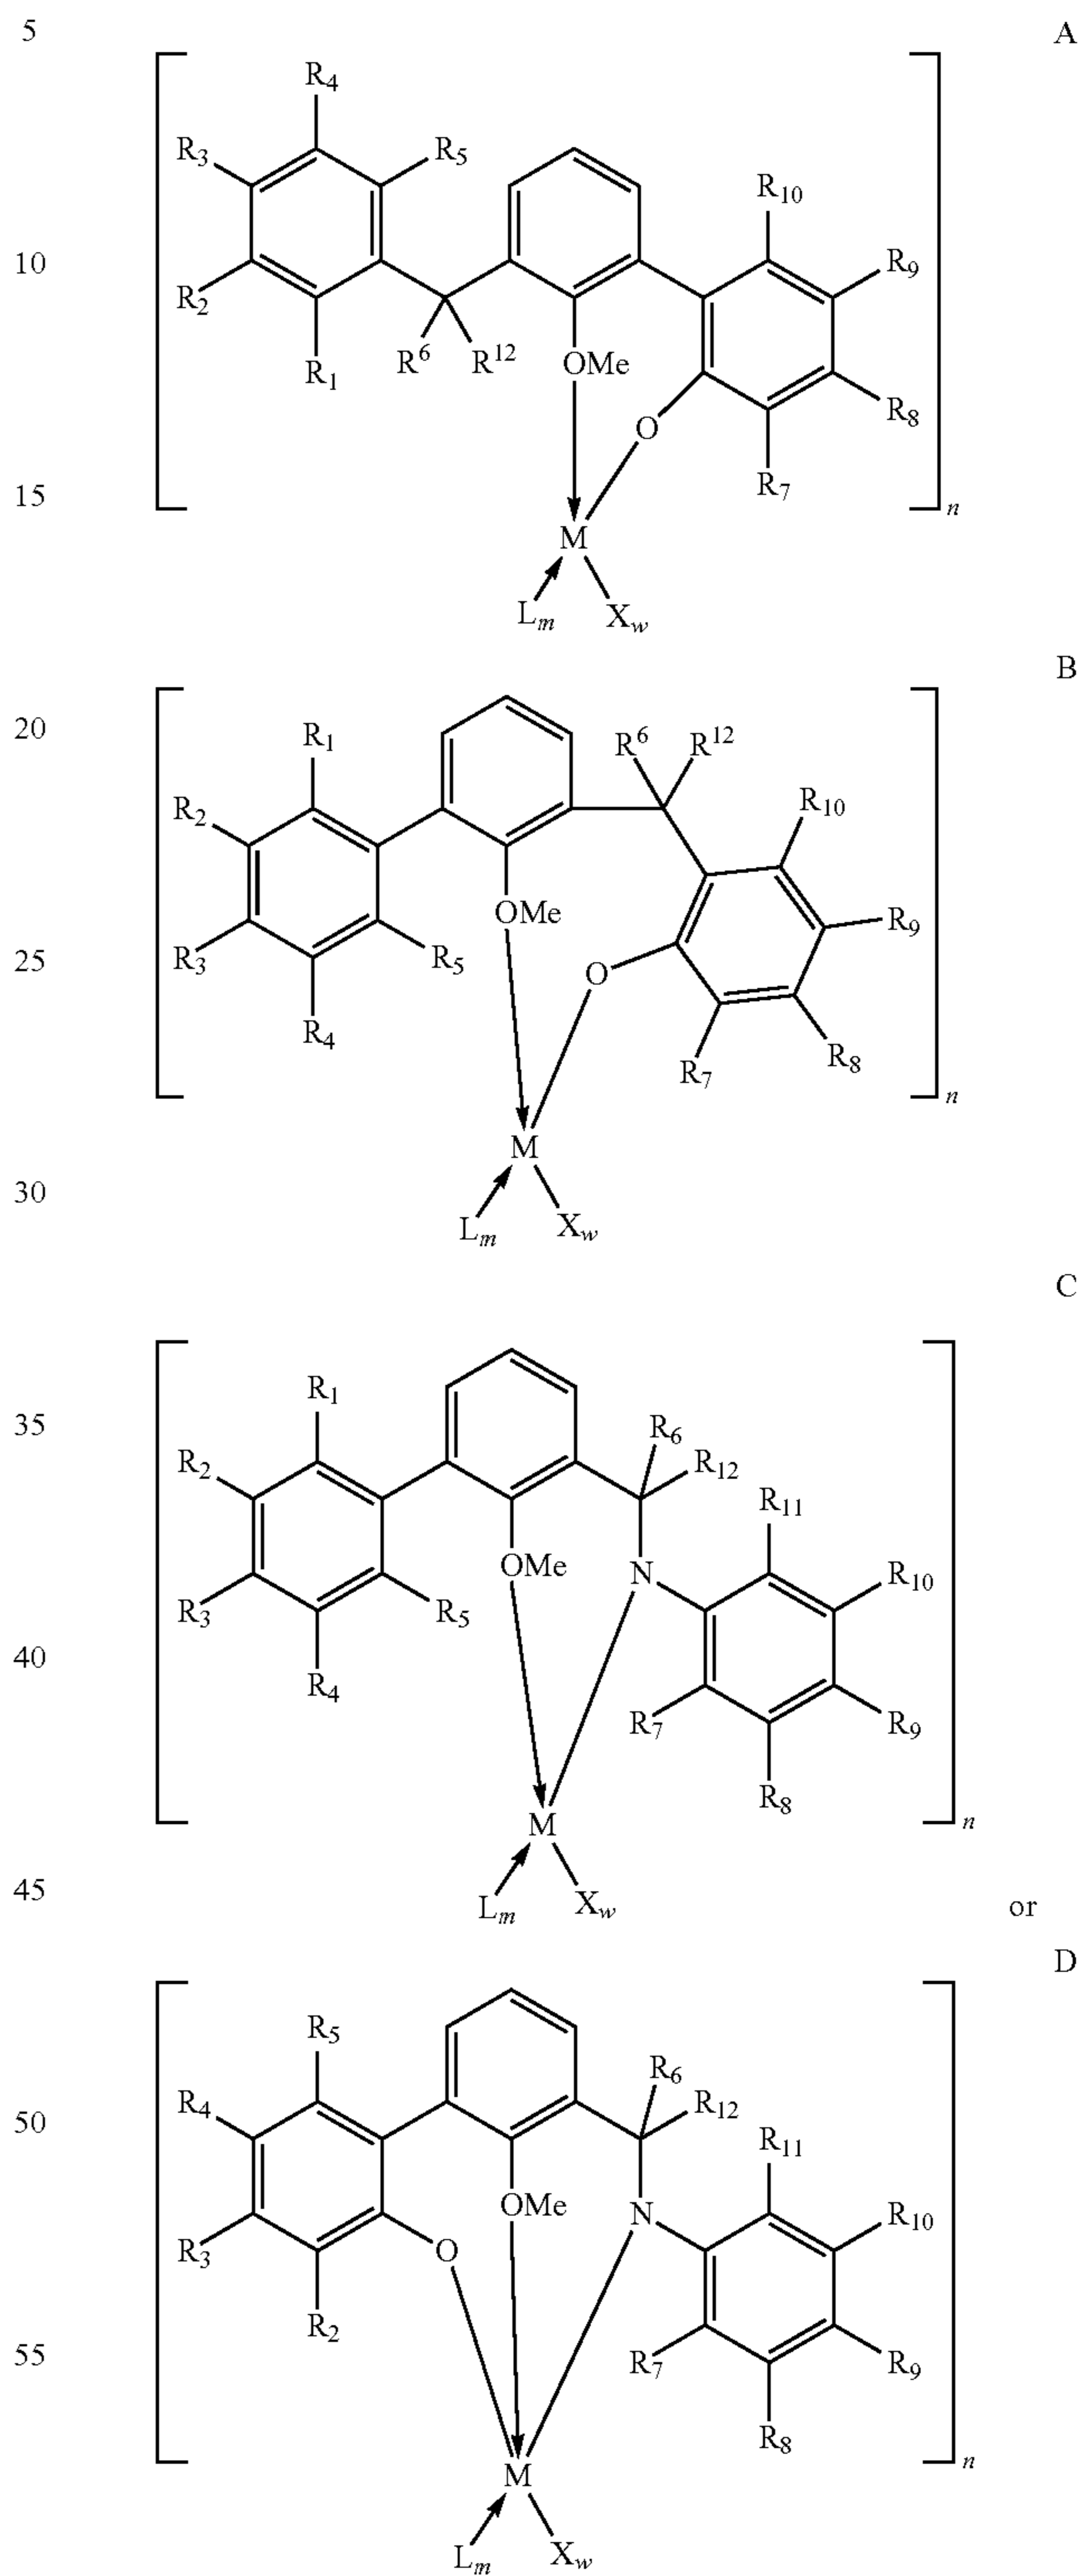 5 A
R4
R3 R5
R10
10 R9
R2
R1 R⁶ R¹² OMe
R8
O
15 R7
n
M
Lm Xw
B
20 R1 R⁶ R¹²
R2 R10
OMe R9
25 R3 R5 O
R4 R7 R8
n
M
30 Lm Xw
C
35 R1 R6
R2 R12
R11
OMe N R10
R3 R5
40 R4 R7 R9
R8
M n
45 Lm Xw
or
D
R5 R6
50 R4 R12
R11
OMe N R10
R3 O
55 R2 R7 R9
R8
M n
Lm Xw